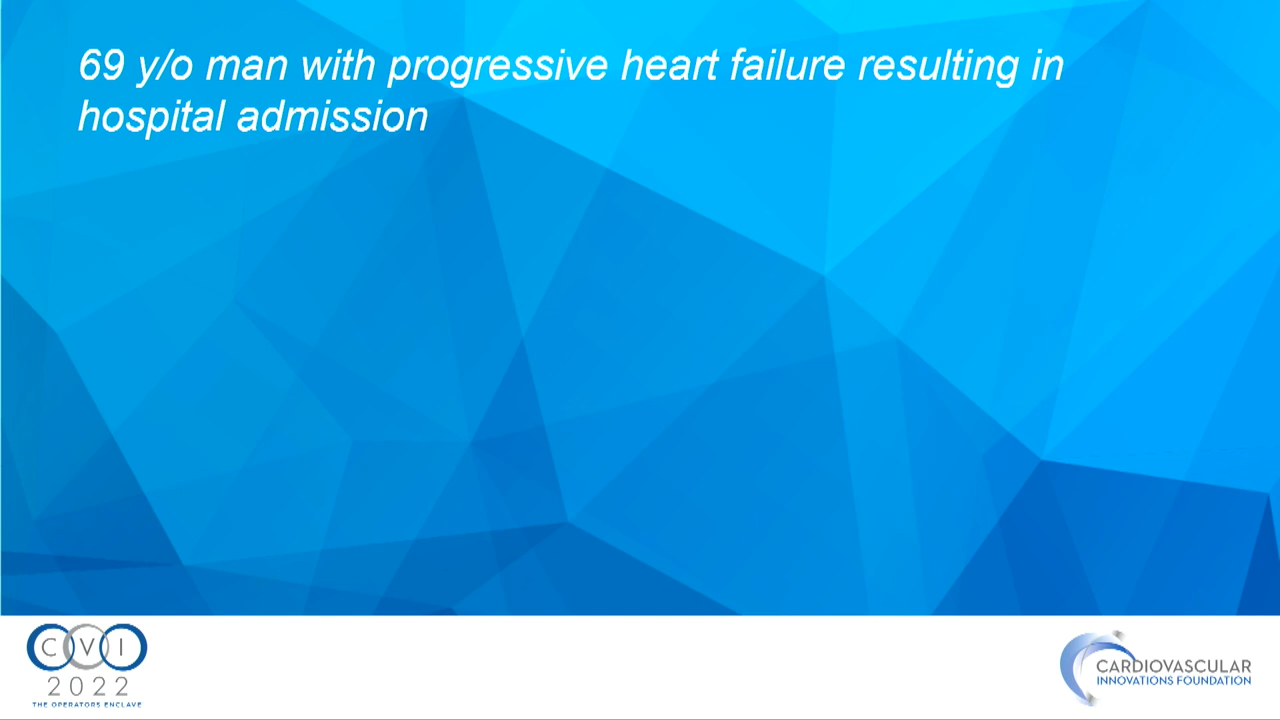 69 y/o man with progressive heart failure resulting in
hospital admission
CVI
2022
THE OPERATORS ENCLAVE
CARDIOVASCULAR
INNOVATIONS FOUNDATION